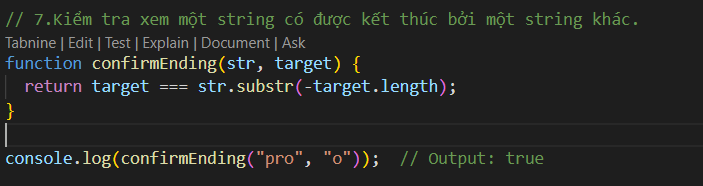 // 7.Kiểm tra xem một string có được kết thúc bởi một string khác.
Tabnine | Edit | Test | Explain | Document | Ask
function confirmEnding(str, target) {
  return target === str.substr(-target.length);
}
console.log(confirmEnding("pro", "o"));  // Output: true